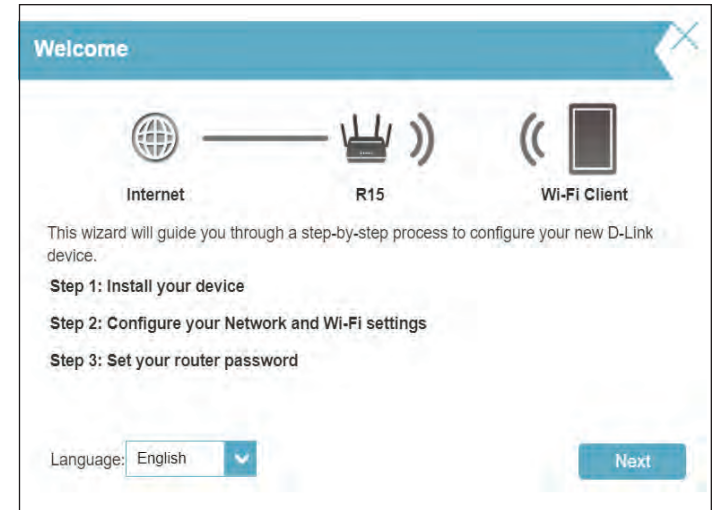 Welcome
Internet
R15
Wi-Fi Client
This wizard will guide you through a step-by-step process to configure your new D-Link
device.
Step 1: Install your device
Step 2: Configure your Network and Wi-Fi settings
Step 3: Set your router password
Language: English
Next